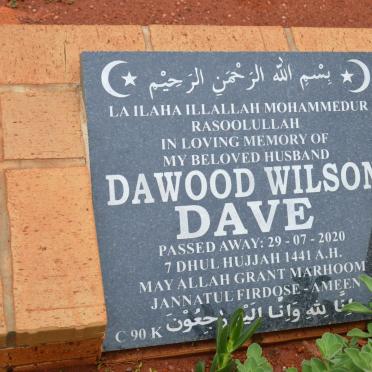 بِسْمِ اللهِ الرَّحْمٰنِ الرَّحِيْمِ
LA ILAHA ILLALLAH MOHAMMEDUR
RASOOLULLAH
IN LOVING MEMORY OF
MY BELOVED HUSBAND
DAWOOD WILSON
DAVE
PASSED AWAY: 29 - 07 - 2020
7 DHUL HUJJAH 1441 A.H.
MAY ALLAH GRANT MARHOOM
JANNATUL FIRDOSE - AMEEN
إِنَّا لِلّٰهِ وَإِنَّا إِلَيْهِ رَاجِعُوْنَ
C 90 K